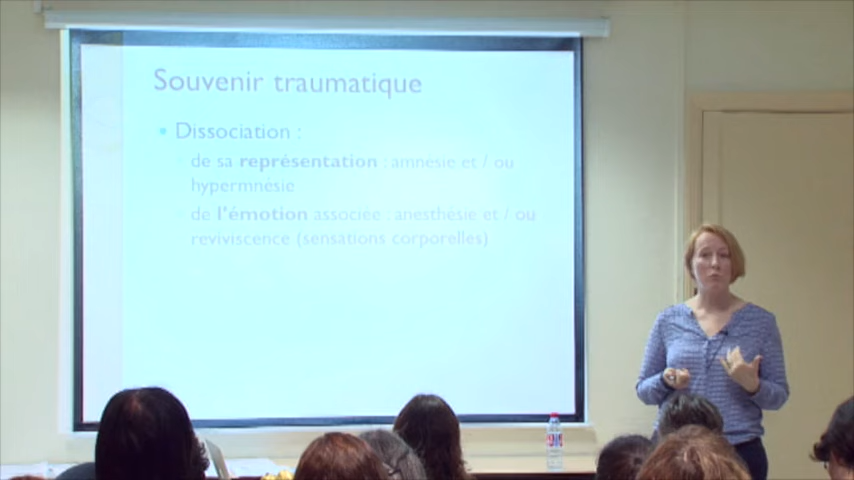 Souvenir traumatique
Dissociation :
de sa représentation : amnésie et / ou
hypermnésie
de l'émotion associée : anesthésie et / ou
reviviscence (sensations corporelles)